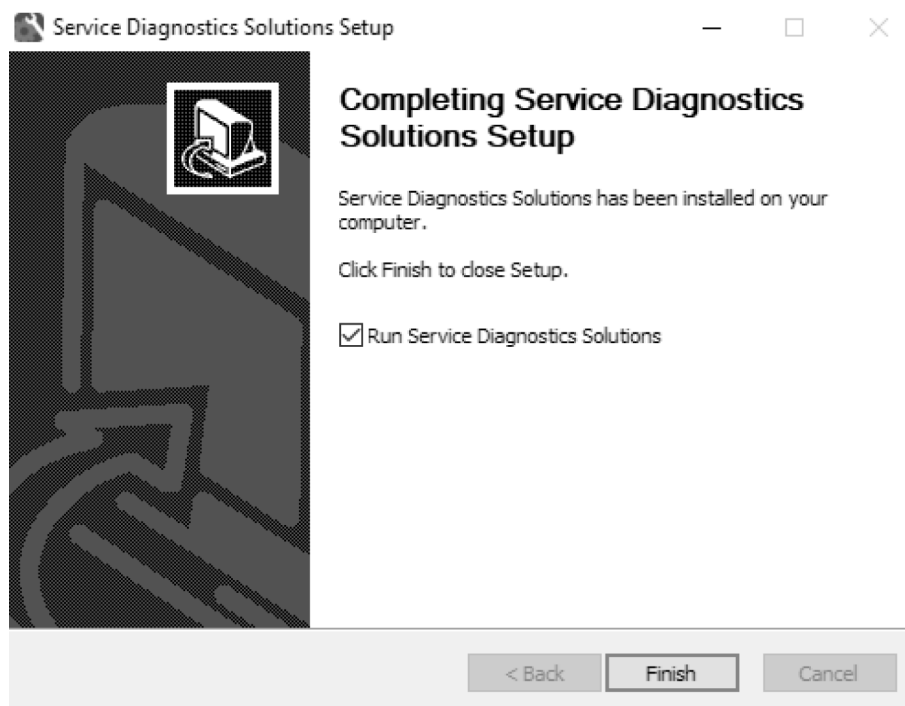 Service Diagnostics Solutions Setup
Completing Service Diagnostics
Solutions Setup
Service Diagnostics Solutions has been installed on your
computer.
Click Finish to close Setup.
Run Service Diagnostics Solutions
< Back Finish Cancel